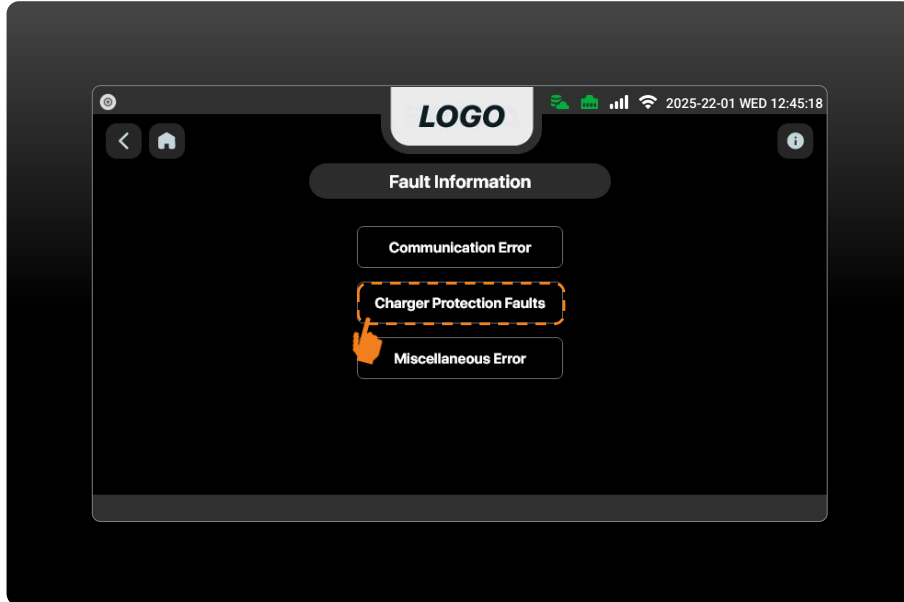 LOGO
2025-22-01 WED 12:45:18
Fault Information
Communication Error
Charger Protection Faults
Miscellaneous Error